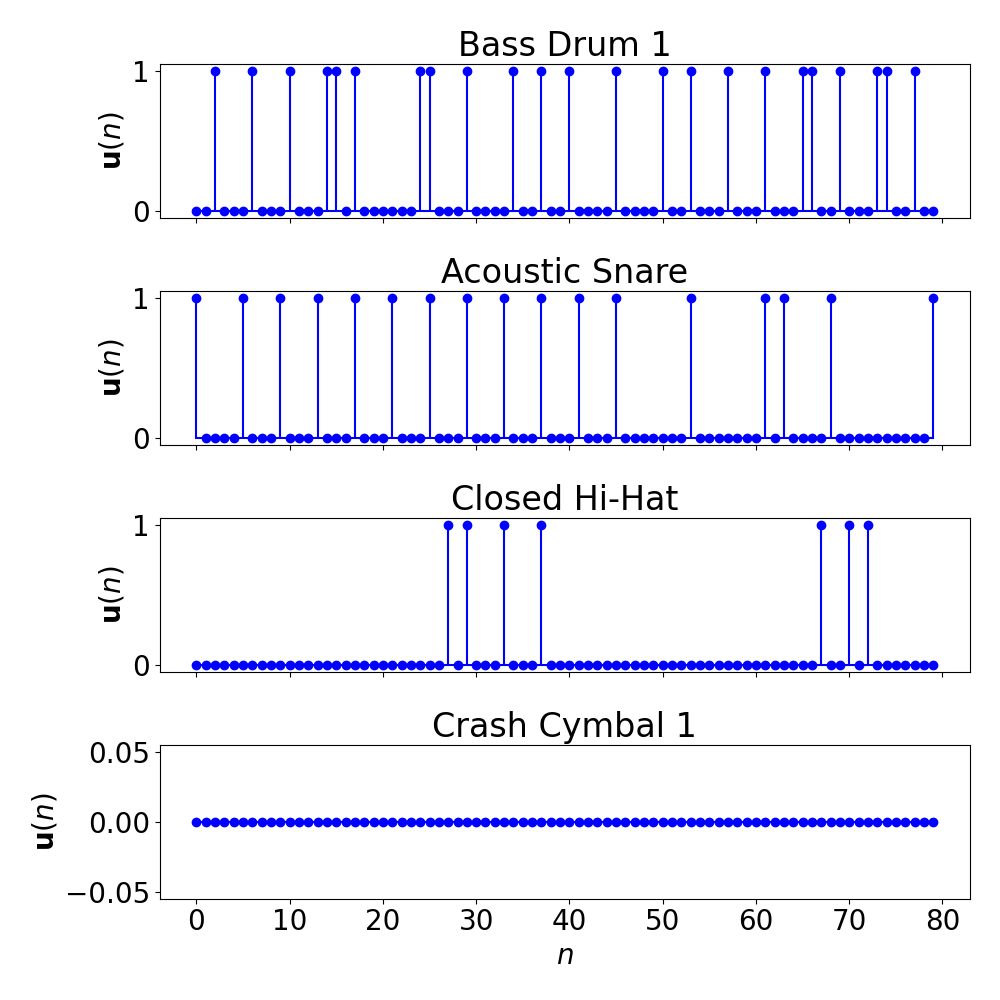 Bass Drum 1
1
u(n)
0
Acoustic Snare
1
u(n)
0
Closed Hi-Hat
1
u(n)
0
Crash Cymbal 1
0.05
u(n)
0.00
−0.05
0 10 20 30 40 50 60 70 80
n